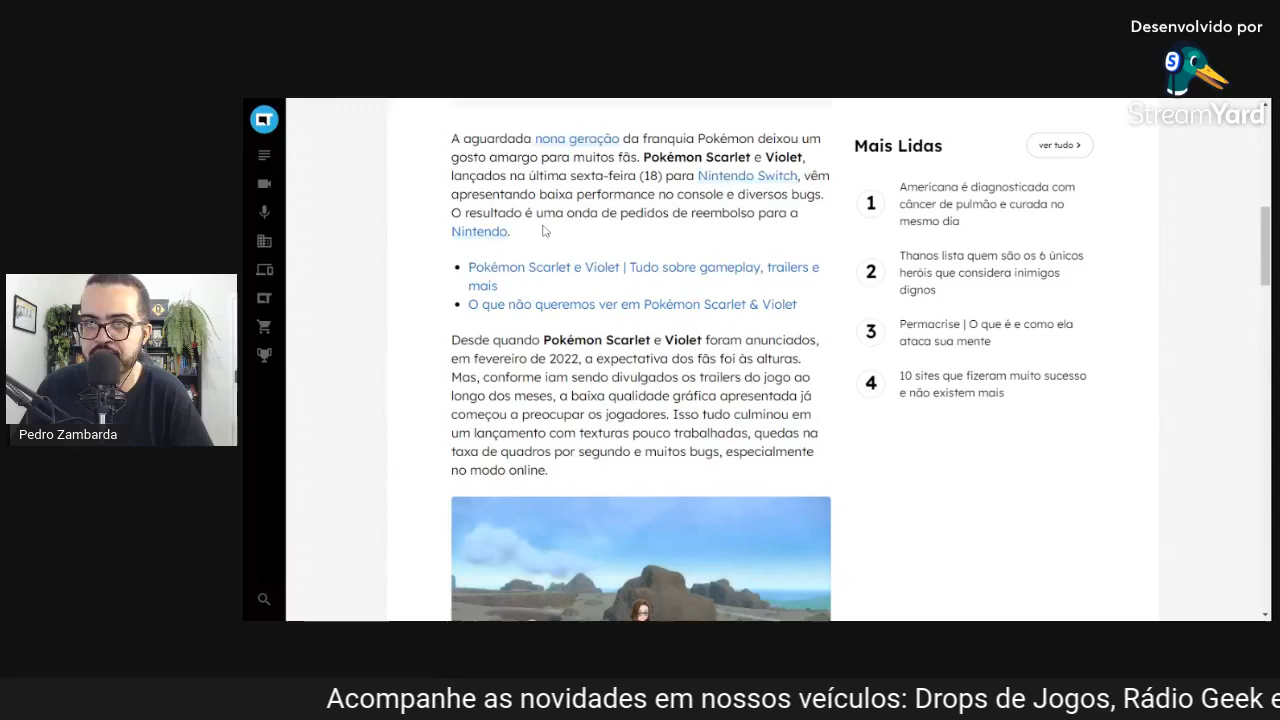 Desenvolvido por
S
StreamYard
A aguardada nona geração da franquia Pokémon deixou um
gosto amargo para muitos fãs. Pokémon Scarlet e Violet,
lançados na última sexta-feira (18) para Nintendo Switch, vêm
apresentando baixa performance no console e diversos bugs.
O resultado é uma onda de pedidos de reembolso para a
Nintendo.
• Pokémon Scarlet e Violet | Tudo sobre gameplay, trailers e
mais
• O que não queremos ver em Pokémon Scarlet & Violet
Desde quando Pokémon Scarlet e Violet foram anunciados,
em fevereiro de 2022, a expectativa dos fãs foi às alturas.
Mas, conforme iam sendo divulgados os trailers do jogo ao
longo dos meses, a baixa qualidade gráfica apresentada já
começou a preocupar os jogadores. Isso tudo culminou em
um lançamento com texturas pouco trabalhadas, quedas na
taxa de quadros por segundo e muitos bugs, especialmente
no modo online.
Mais Lidas
ver tudo >
1
Americana é diagnosticada com
câncer de pulmão e curada no
mesmo dia
2
Thanos lista quem são os 6 únicos
heróis que considera inimigos
dignos
3
Permacrise | O que é e como ela
ataca sua mente
4
10 sites que fizeram muito sucesso
e não existem mais
Pedro Zambarda
Acompanhe as novidades em nossos veículos: Drops de Jogos, Rádio Geek e